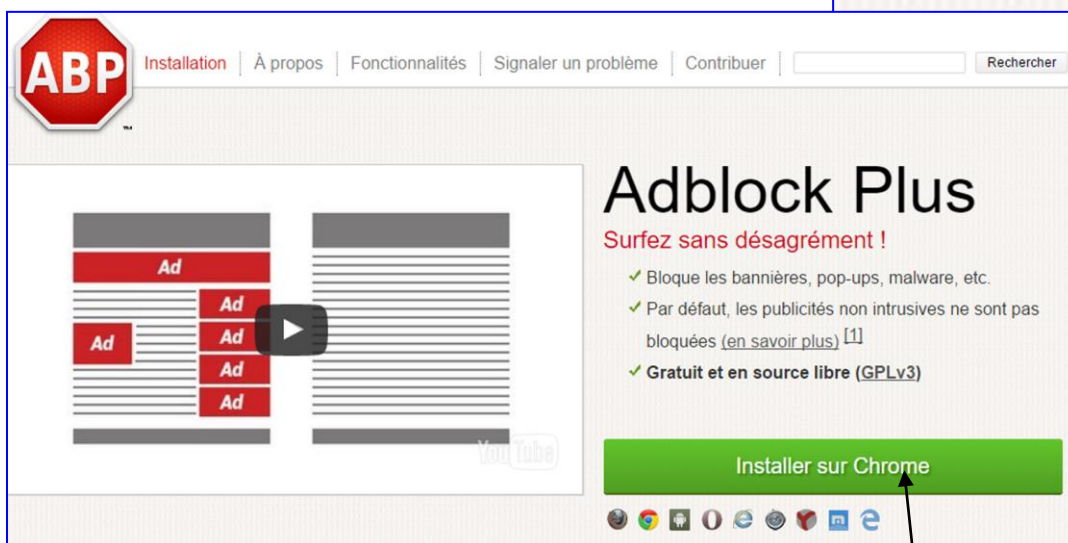 ABP
TM
Installation À propos Fonctionnalités Signaler un problème Contribuer Rechercher
Adblock Plus
Surfez sans désagrément !
Bloque les bannières, pop-ups, malware, etc.
Par défaut, les publicités non intrusives ne sont pas
bloquées (en savoir plus) [1]
Gratuit et en source libre (GPLv3)
Ad
Ad
Ad
Ad
Ad
Ad
YouTube
Installer sur Chrome